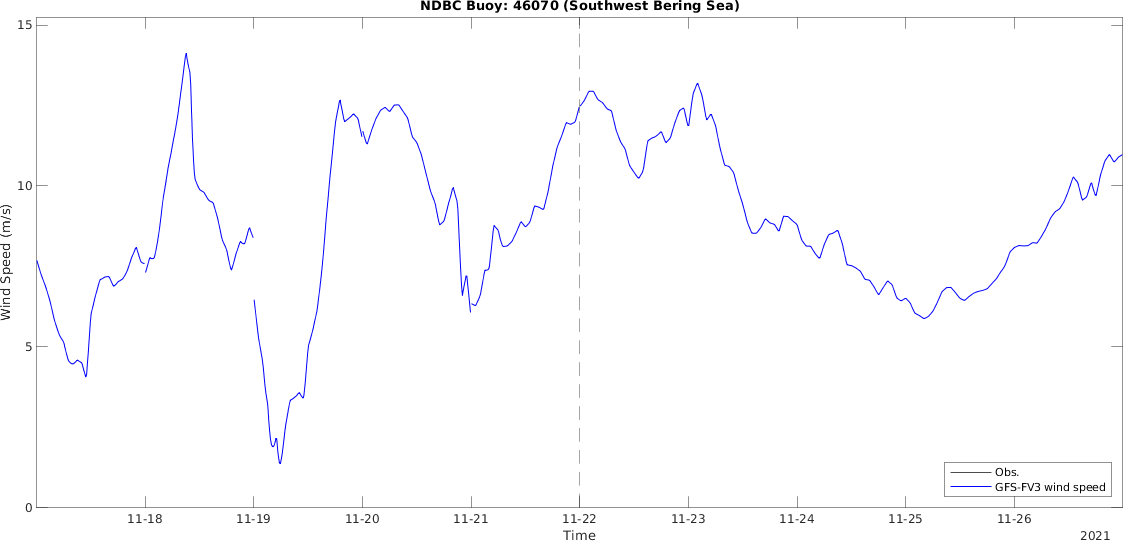 NDBC Buoy: 46070 (Southwest Bering Sea)
15
10
5
0
Wind Speed (m/s)
11-18 11-19 11-20 11-21 11-22 11-23 11-24 11-25 11-26
Time
2021
Obs.
GFS-FV3 wind speed